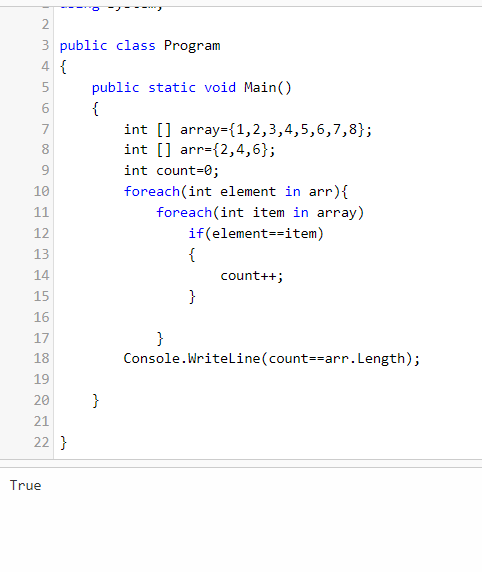 2
3 public class Program
4 {
5 public static void Main()
6 {
7 int [] array={1,2,3,4,5,6,7,8};
8 int [] arr={2,4,6};
9 int count=0;
10 foreach(int element in arr){
11 foreach(int item in array)
12 if(element==item)
13 {
14 count++;
15 }
16
17 }
18 Console.WriteLine(count==arr.Length);
19
20 }
21
22 }
True